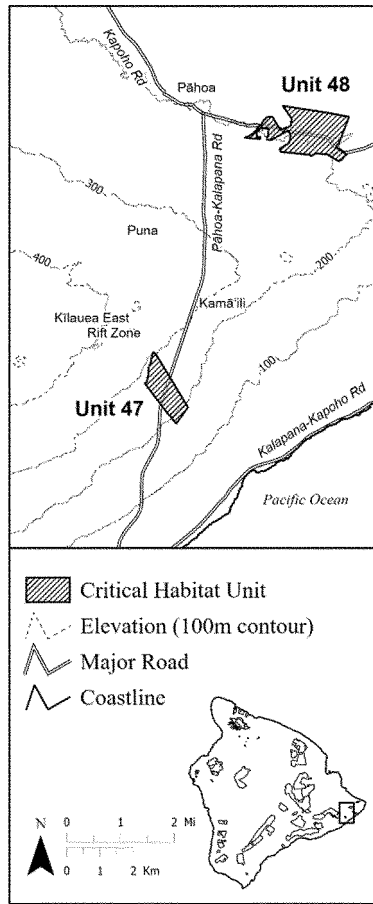 Kapoho Rd
Pāhoa
Unit 48
Pāhoa-Kalapana Rd
300
Puna
200
400
Kamā'ili
Kīlauea East
Rift Zone
100
Unit 47
Kalapana-Kapoho Rd
Pacific Ocean
Critical Habitat Unit
Elevation (100m contour)
Major Road
Coastline
N
0 1 2 Mi
0 1 2 Km